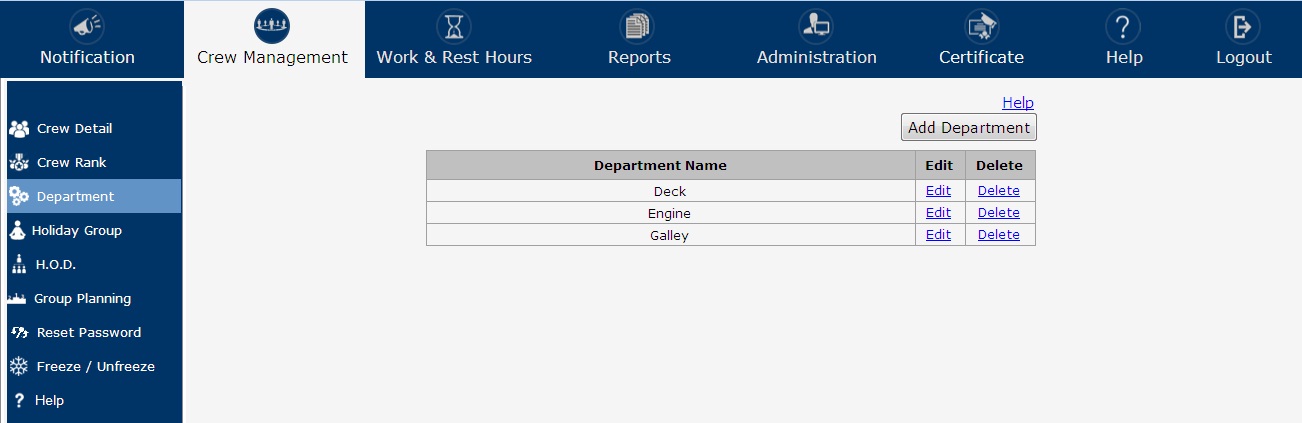 Notification Crew Management Work & Rest Hours Reports Administration Certificate Help Logout
Crew Detail
Crew Rank
Department
Holiday Group
H.O.D.
Group Planning
Reset Password
Freeze / Unfreeze
? Help
Help
Add Department
Department Name Edit Delete
Deck Edit Delete
Engine Edit Delete
Galley Edit Delete